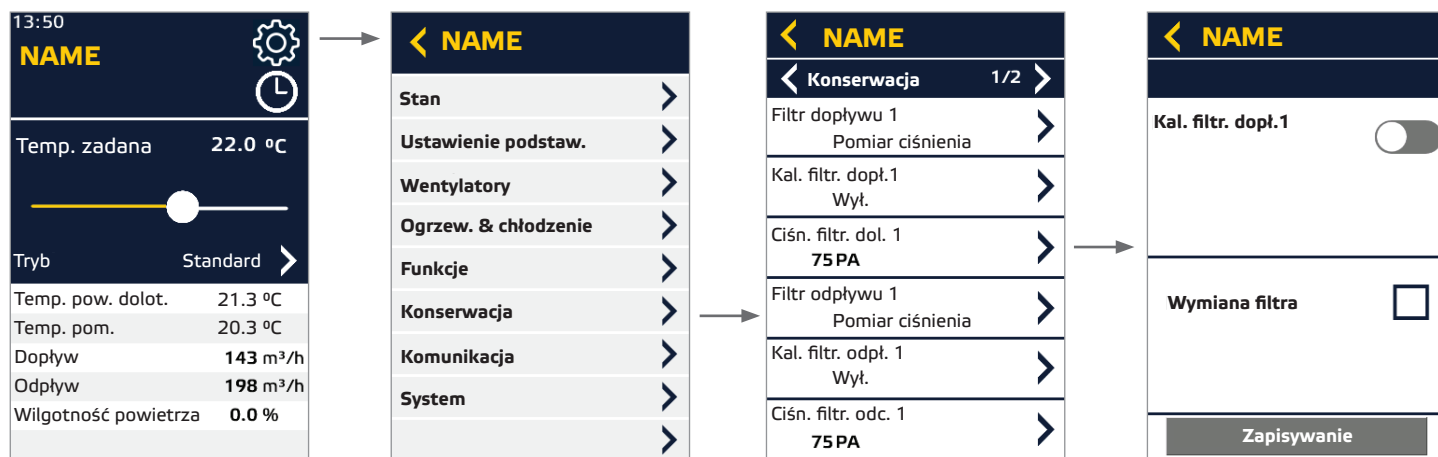 13:50
NAME
Temp. zadana 22.0 ºC
Tryb Standard
Temp. pow. dolot. 21.3 ºC
Temp. pom. 20.3 ºC
Dopływ 143 m³/h
Odpływ 198 m³/h
Wilgotność powietrza 0.0 %
NAME
Stan
Ustawienie podstaw.
Wentylatory
Ogrzew. & chłodzenie
Funkcje
Konserwacja
Komunikacja
System
NAME
Konserwacja 1/2
Filtr dopływu 1
Pomiar ciśnienia
Kal. filtr. dopł.1
Wył.
Ciśn. filtr. dol. 1
75 PA
Filtr odpływu 1
Pomiar ciśnienia
Kal. filtr. odpł. 1
Wył.
Ciśn. filtr. odc. 1
75 PA
NAME
Kal. filtr. dopł.1
Wymiana filtra
Zapisywanie